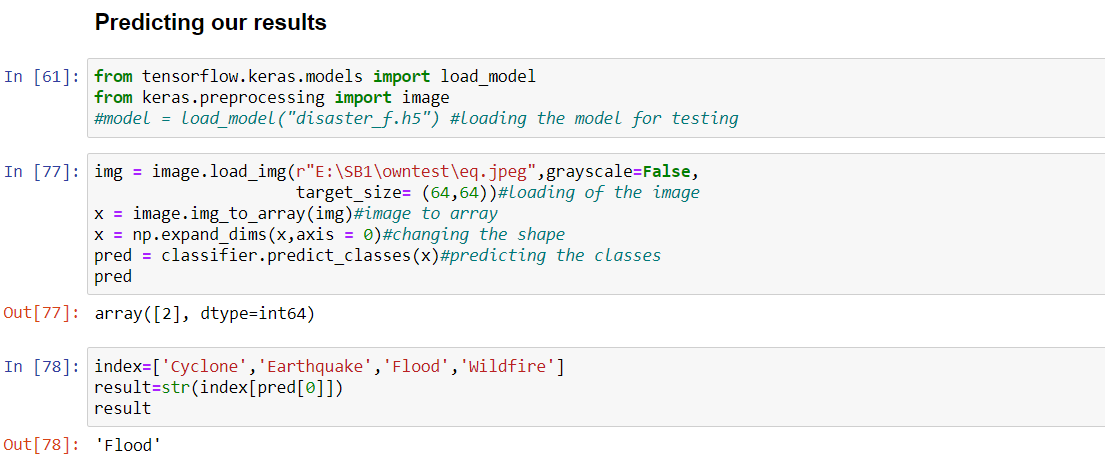 Predicting our results
In [61]: from tensorflow.keras.models import load_model
from keras.preprocessing import image
#model = load_model("disaster_f.h5") #loading the model for testing
In [77]: img = image.load_img(r"E:\SB1\owntest\eq.jpeg",grayscale=False,
target_size= (64,64))#loading of the image
x = image.img_to_array(img)#image to array
x = np.expand_dims(x,axis = 0)#changing the shape
pred = classifier.predict_classes(x)#predicting the classes
pred
Out[77]: array([2], dtype=int64)
In [78]: index=['Cyclone','Earthquake','Flood','Wildfire']
result=str(index[pred[0]])
result
Out[78]: 'Flood'